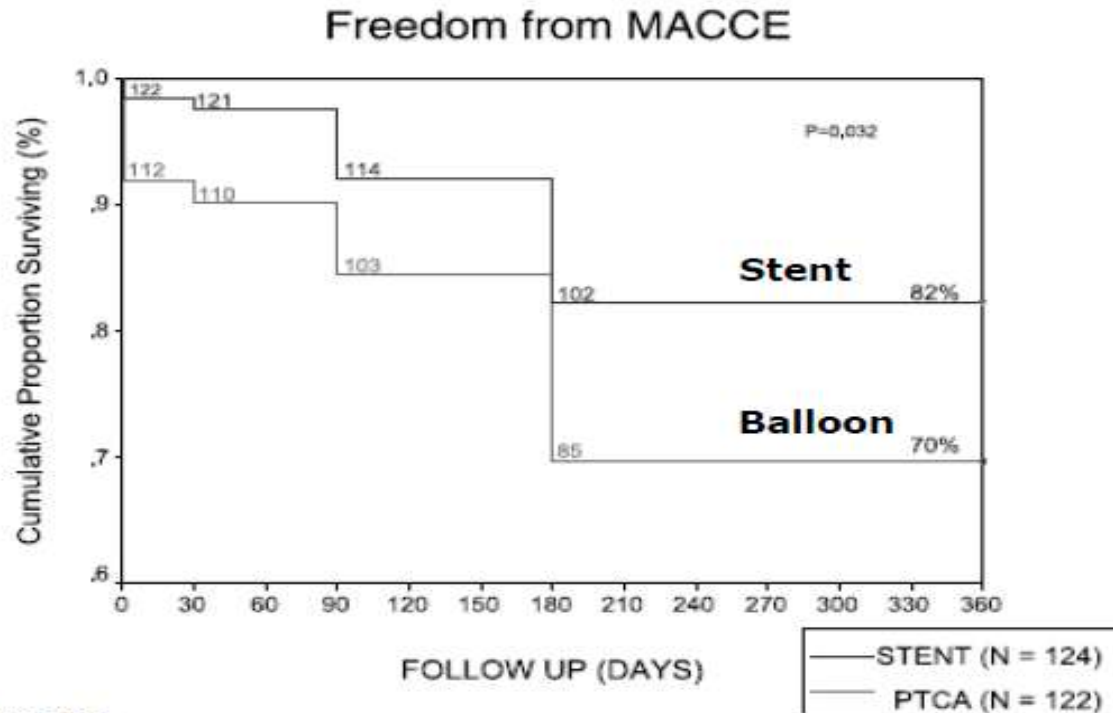 Freedom from MACCE
Cumulative Proportion Surviving (%)
1,0
,9
,8
,7
,6
122
121
112
110
114
103
P=0,032
Stent
102
82%
Balloon
85
70%
0 30 60 90 120 150 180 210 240 270 300 330 360
FOLLOW UP (DAYS)
STENT (N = 124)
PTCA (N = 122)